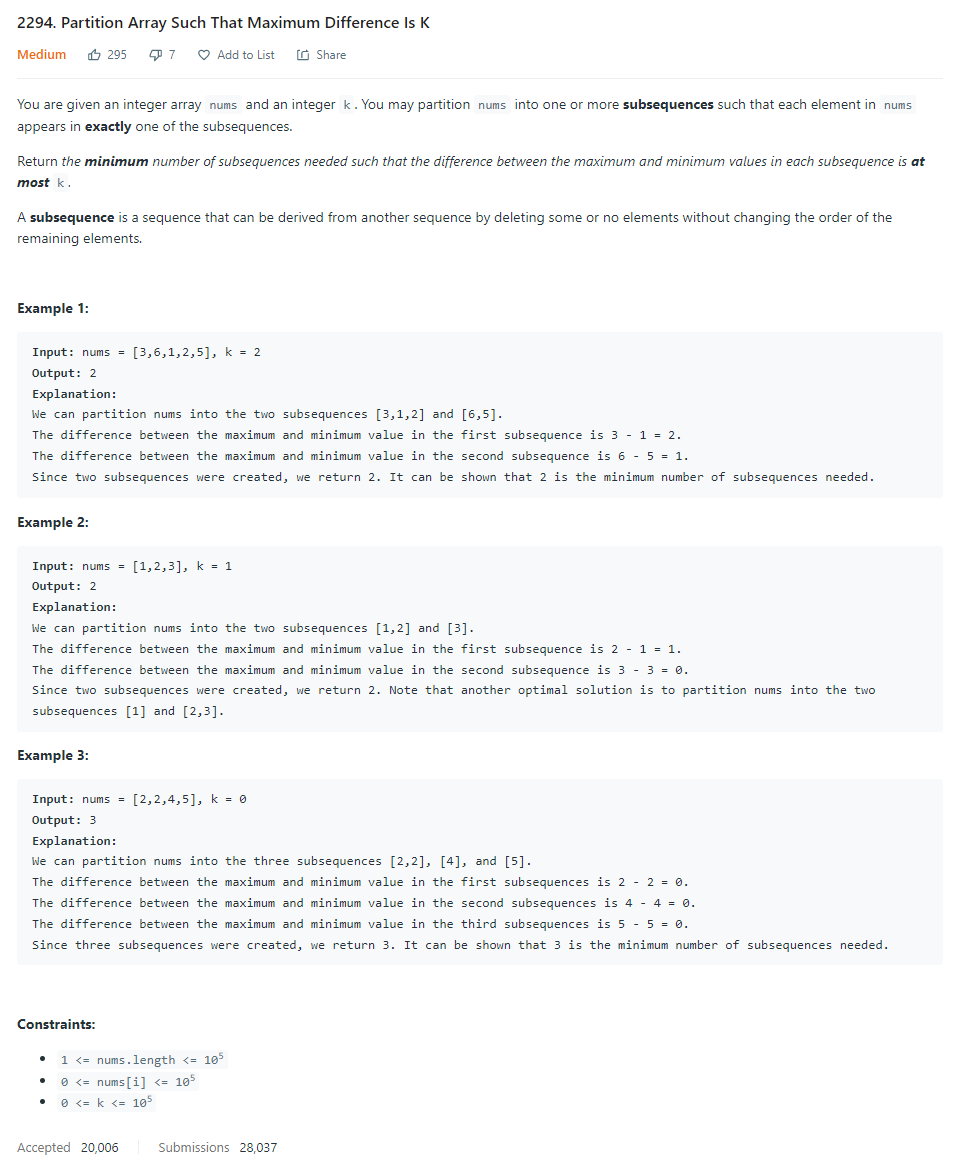 2294. Partition Array Such That Maximum Difference Is K
Medium 295 7 Add to List Share
You are given an integer array nums and an integer k. You may partition nums into one or more subsequences such that each element in nums
appears in exactly one of the subsequences.
Return the minimum number of subsequences needed such that the difference between the maximum and minimum values in each subsequence is at
most k.
A subsequence is a sequence that can be derived from another sequence by deleting some or no elements without changing the order of the
remaining elements.
Example 1:
Input: nums = [3,6,1,2,5], k = 2
Output: 2
Explanation:
We can partition nums into the two subsequences [3,1,2] and [6,5].
The difference between the maximum and minimum value in the first subsequence is 3 - 1 = 2.
The difference between the maximum and minimum value in the second subsequence is 6 - 5 = 1.
Since two subsequences were created, we return 2. It can be shown that 2 is the minimum number of subsequences needed.
Example 2:
Input: nums = [1,2,3], k = 1
Output: 2
Explanation:
We can partition nums into the two subsequences [1,2] and [3].
The difference between the maximum and minimum value in the first subsequence is 2 - 1 = 1.
The difference between the maximum and minimum value in the second subsequence is 3 - 3 = 0.
Since two subsequences were created, we return 2. Note that another optimal solution is to partition nums into the two
subsequences [1] and [2,3].
Example 3:
Input: nums = [2,2,4,5], k = 0
Output: 3
Explanation:
We can partition nums into the three subsequences [2,2], [4], and [5].
The difference between the maximum and minimum value in the first subsequences is 2 - 2 = 0.
The difference between the maximum and minimum value in the second subsequences is 4 - 4 = 0.
The difference between the maximum and minimum value in the third subsequences is 5 - 5 = 0.
Since three subsequences were created, we return 3. It can be shown that 3 is the minimum number of subsequences needed.
Constraints:
• 1 <= nums.length <= 10⁵
• 0 <= nums[i] <= 10⁵
• 0 <= k <= 10⁵
Accepted 20,006 Submissions 28,037